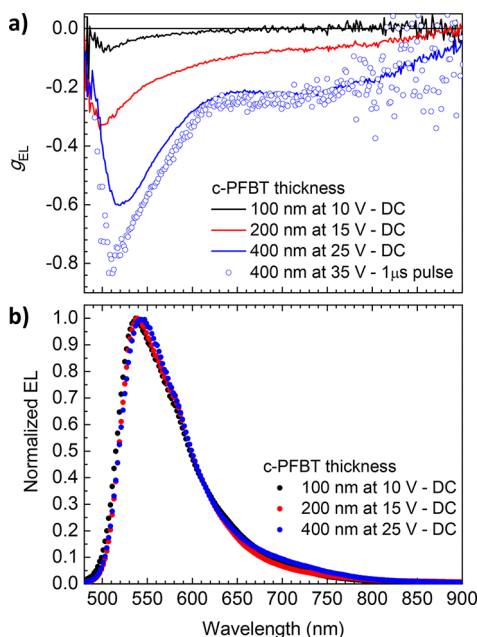 a)
0.0
-0.2
-0.4
-0.6
-0.8
gEL
c-PFBT thickness
100 nm at 10 V - DC
200 nm at 15 V - DC
400 nm at 25 V - DC
400 nm at 35 V - 1μs pulse
b)
1.0
0.9
0.8
0.7
0.6
0.5
0.4
0.3
0.2
0.1
0.0
Normalized EL
c-PFBT thickness
100 nm at 10 V - DC
200 nm at 15 V - DC
400 nm at 25 V - DC
500 550 600 650 700 750 800 850 900
Wavelength (nm)